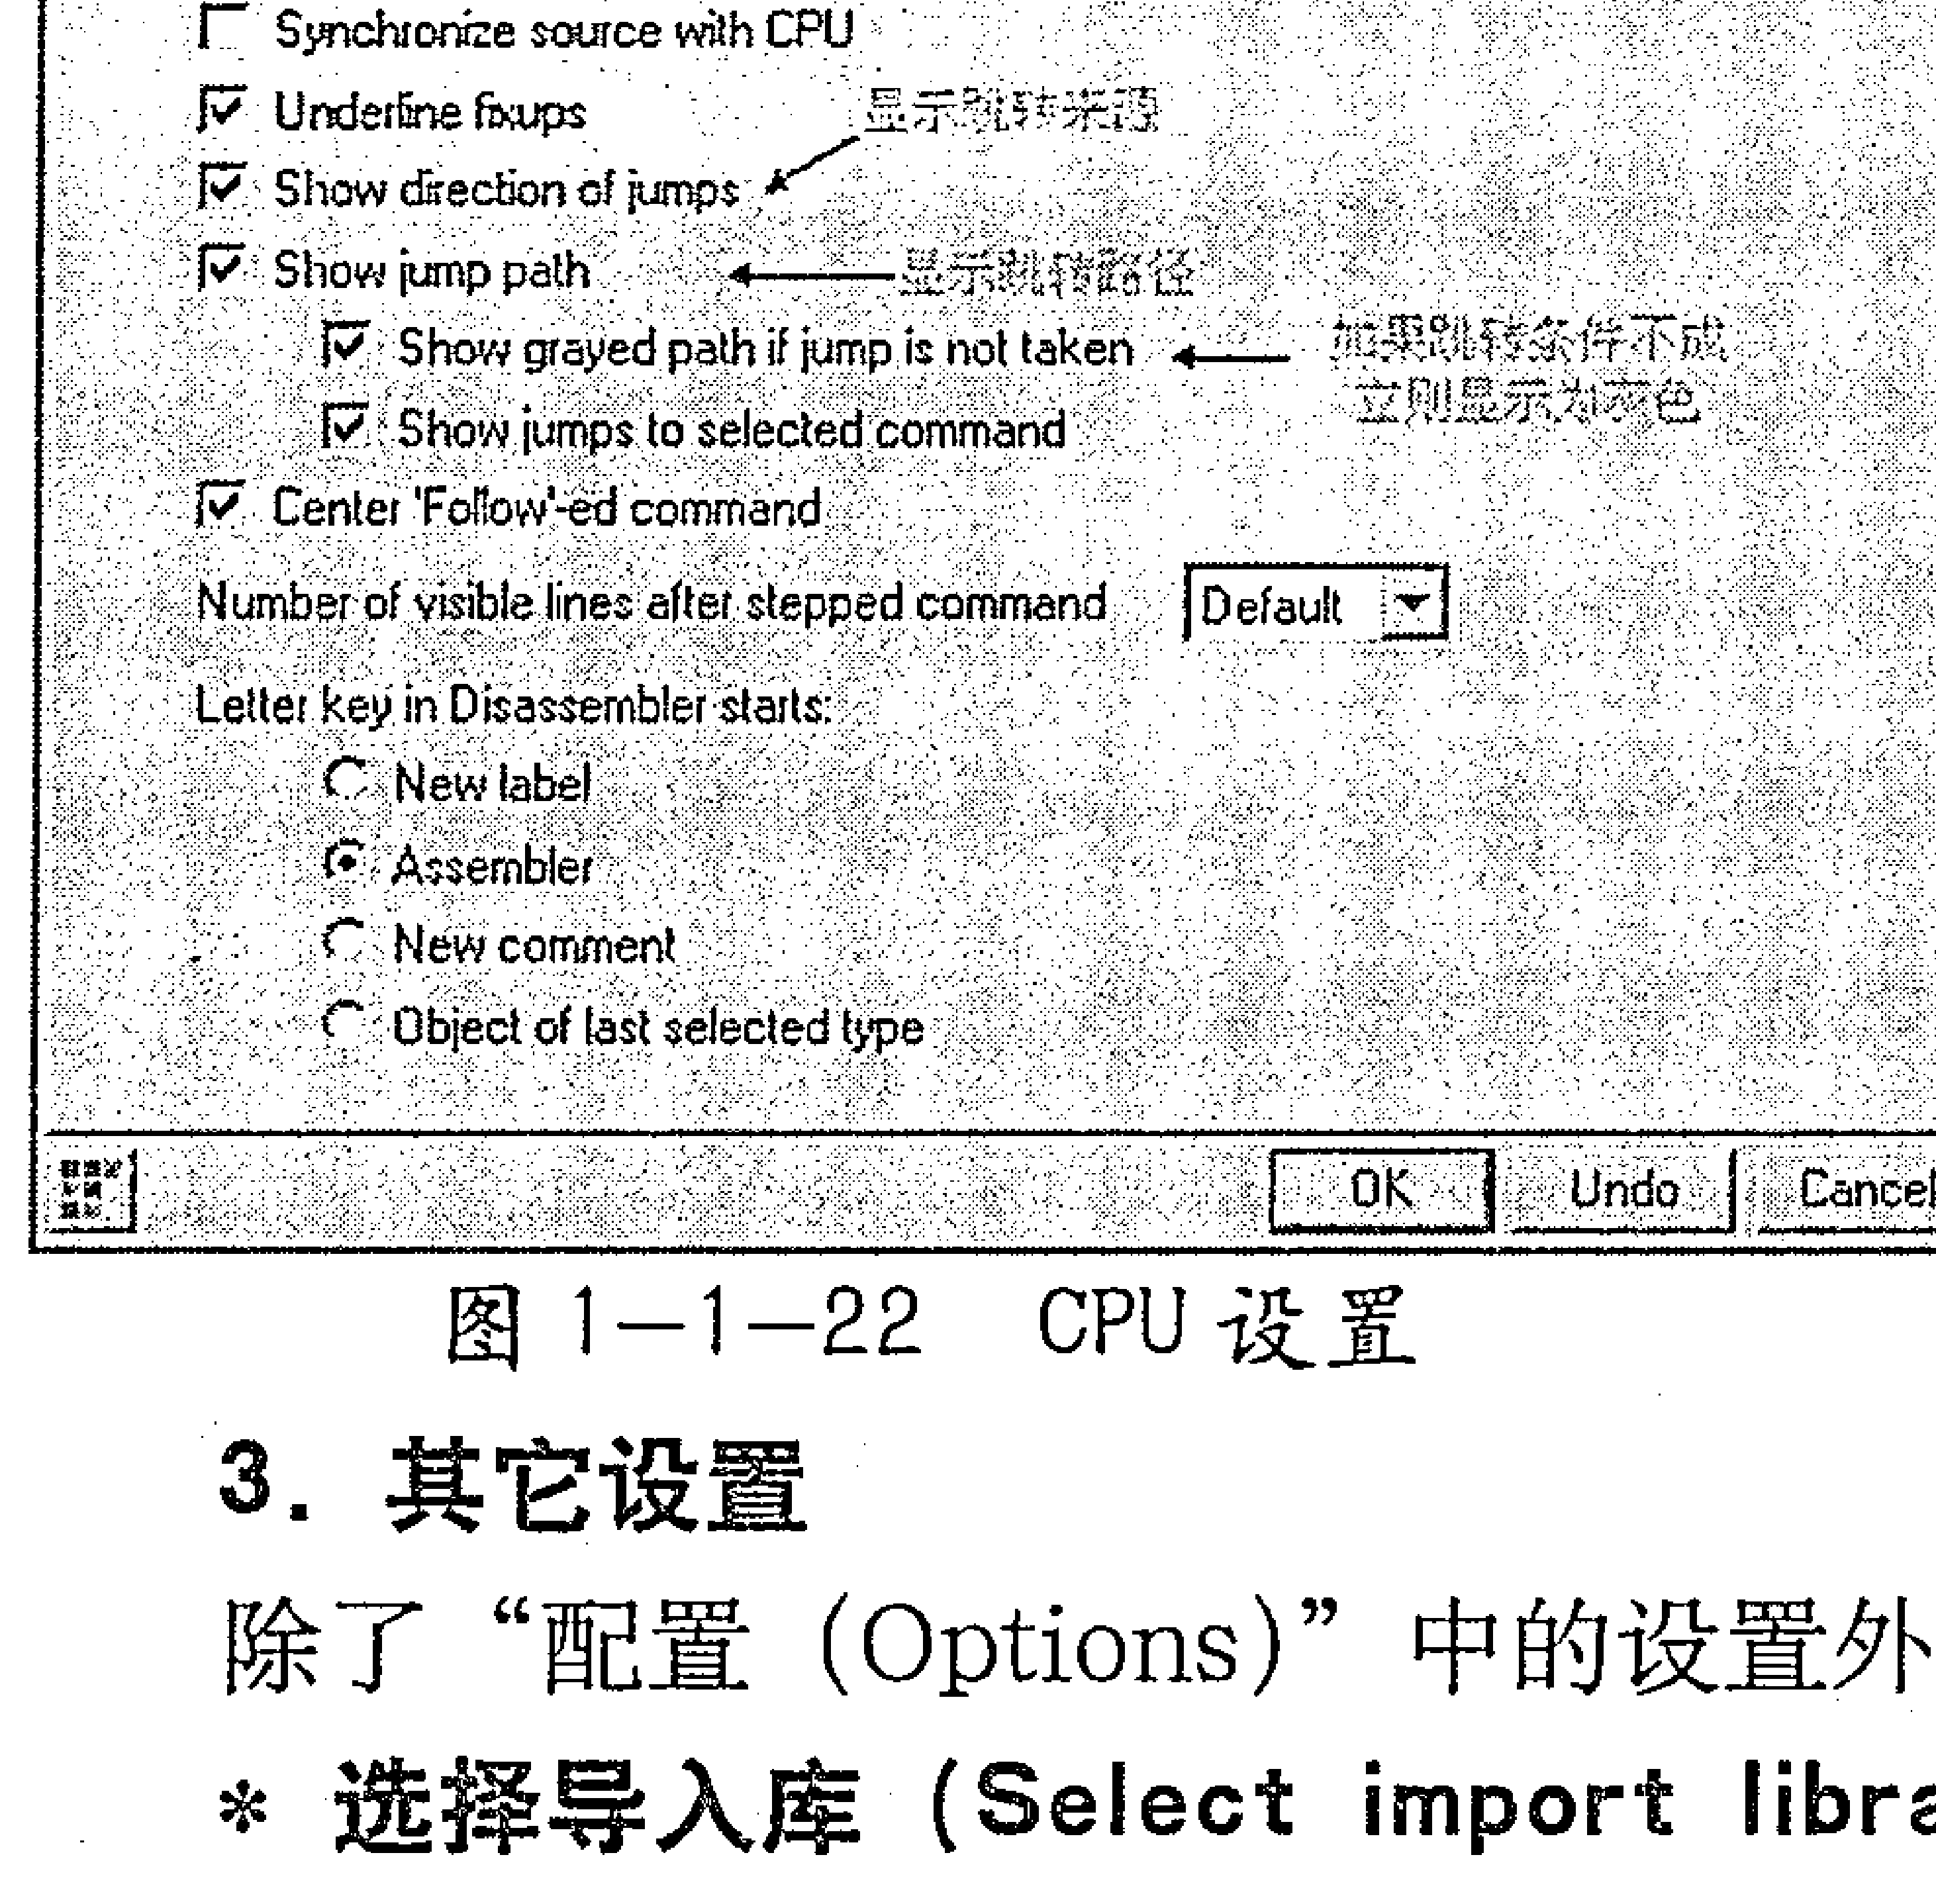 Synchronize source with CPU
Underline fixups 显示跳转来源
Show direction of jumps
Show jump path 显示跳转路径
Show grayed path if jump is not taken 如果跳转条件不成
立则显示为灰色
Show jumps to selected command
Center 'Follow'-ed command
Number of visible lines after stepped command Default
Letter key in Disassembler starts:
New label
Assembler
New comment
Object of last selected type
OK Undo Cancel
图 1－1－22 CPU 设置
3. 其它设置
除了“配置 (Options)”中的设置外
* 选择导入库 (Select import libra